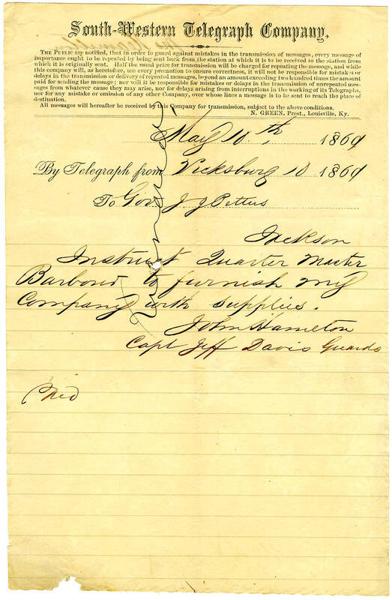 South-Western Telegraph Company.
THE PUBLIC are notified, that in order to guard against mistakes in the transmission of messages, every message of
importance ought to be repeated by being sent back from the station at which it is to be received to the station from
which it is originally sent. Half the usual price for transmission will be charged for repeating the message, and while
this company will, as heretofore, use every precaution to ensure correctness, it will not be responsible for mistakes or
delays in the transmission or delivery of repeated messages, beyond an amount exceeding two hundred times the amount
paid for sending the message; nor will it be responsible for mistakes or delays in the transmission of unrepeated messages
from whatever cause they may arise, nor for delays arising from interruptions in the working of its Telegraphs,
nor for any mistake or omission of any other Company, over whose lines a message is to be sent to reach the place of
destination.
All messages will hereafter be received by this Company for transmission, subject to the above conditions.
N. GREEN, Prest., Louisville, Ky.
May 10th, 1861
By Telegraph from Vicksburg 10 1861
To Gov. J J Pettus
Jackson
Instruct Quarter Master
Barbour to furnish my
Company with supplies.
John Hamelton
Capt Jeff Davis Guards